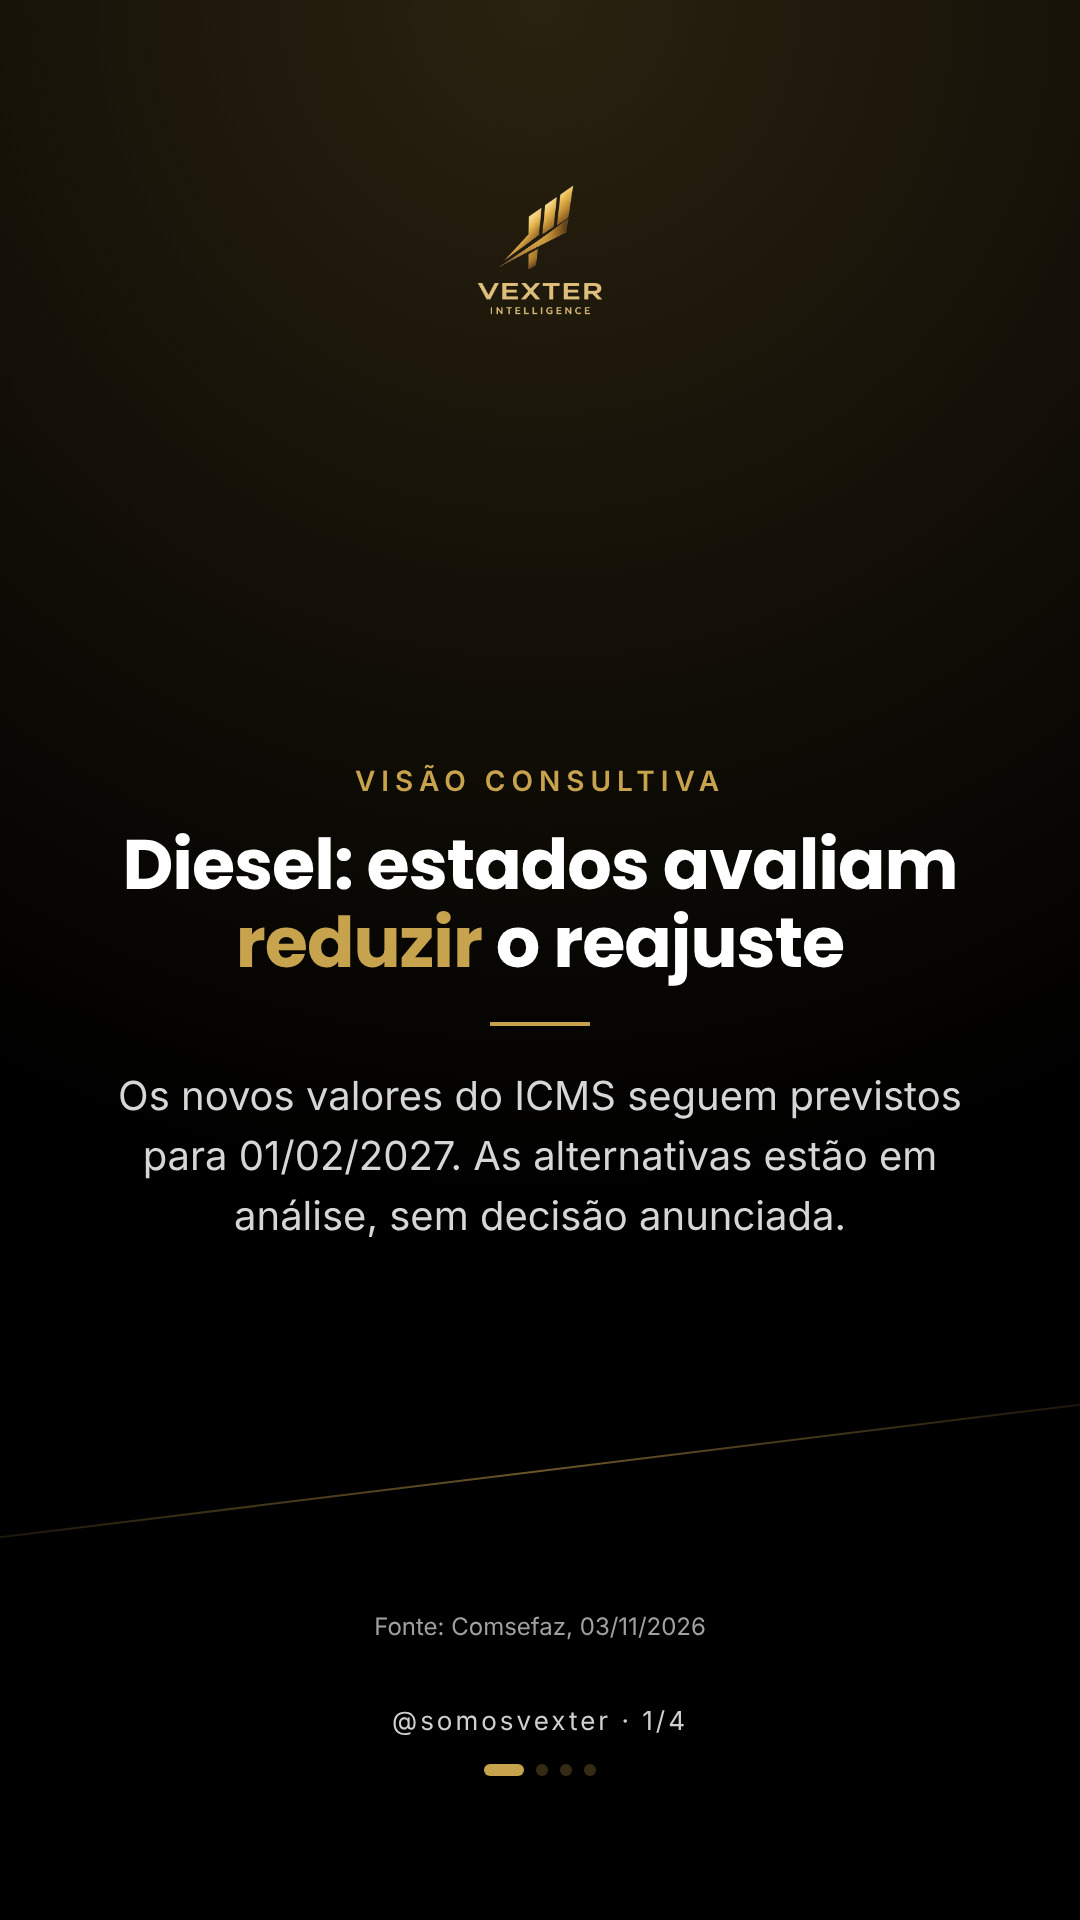 VEXTER
INTELLIGENCE
VISÃO CONSULTIVA
Diesel: estados avaliam
reduzir o reajuste
Os novos valores do ICMS seguem previstos
para 01/02/2027. As alternativas estão em
análise, sem decisão anunciada.
Fonte: Comsefaz, 03/11/2026
@somosvexter · 1/4